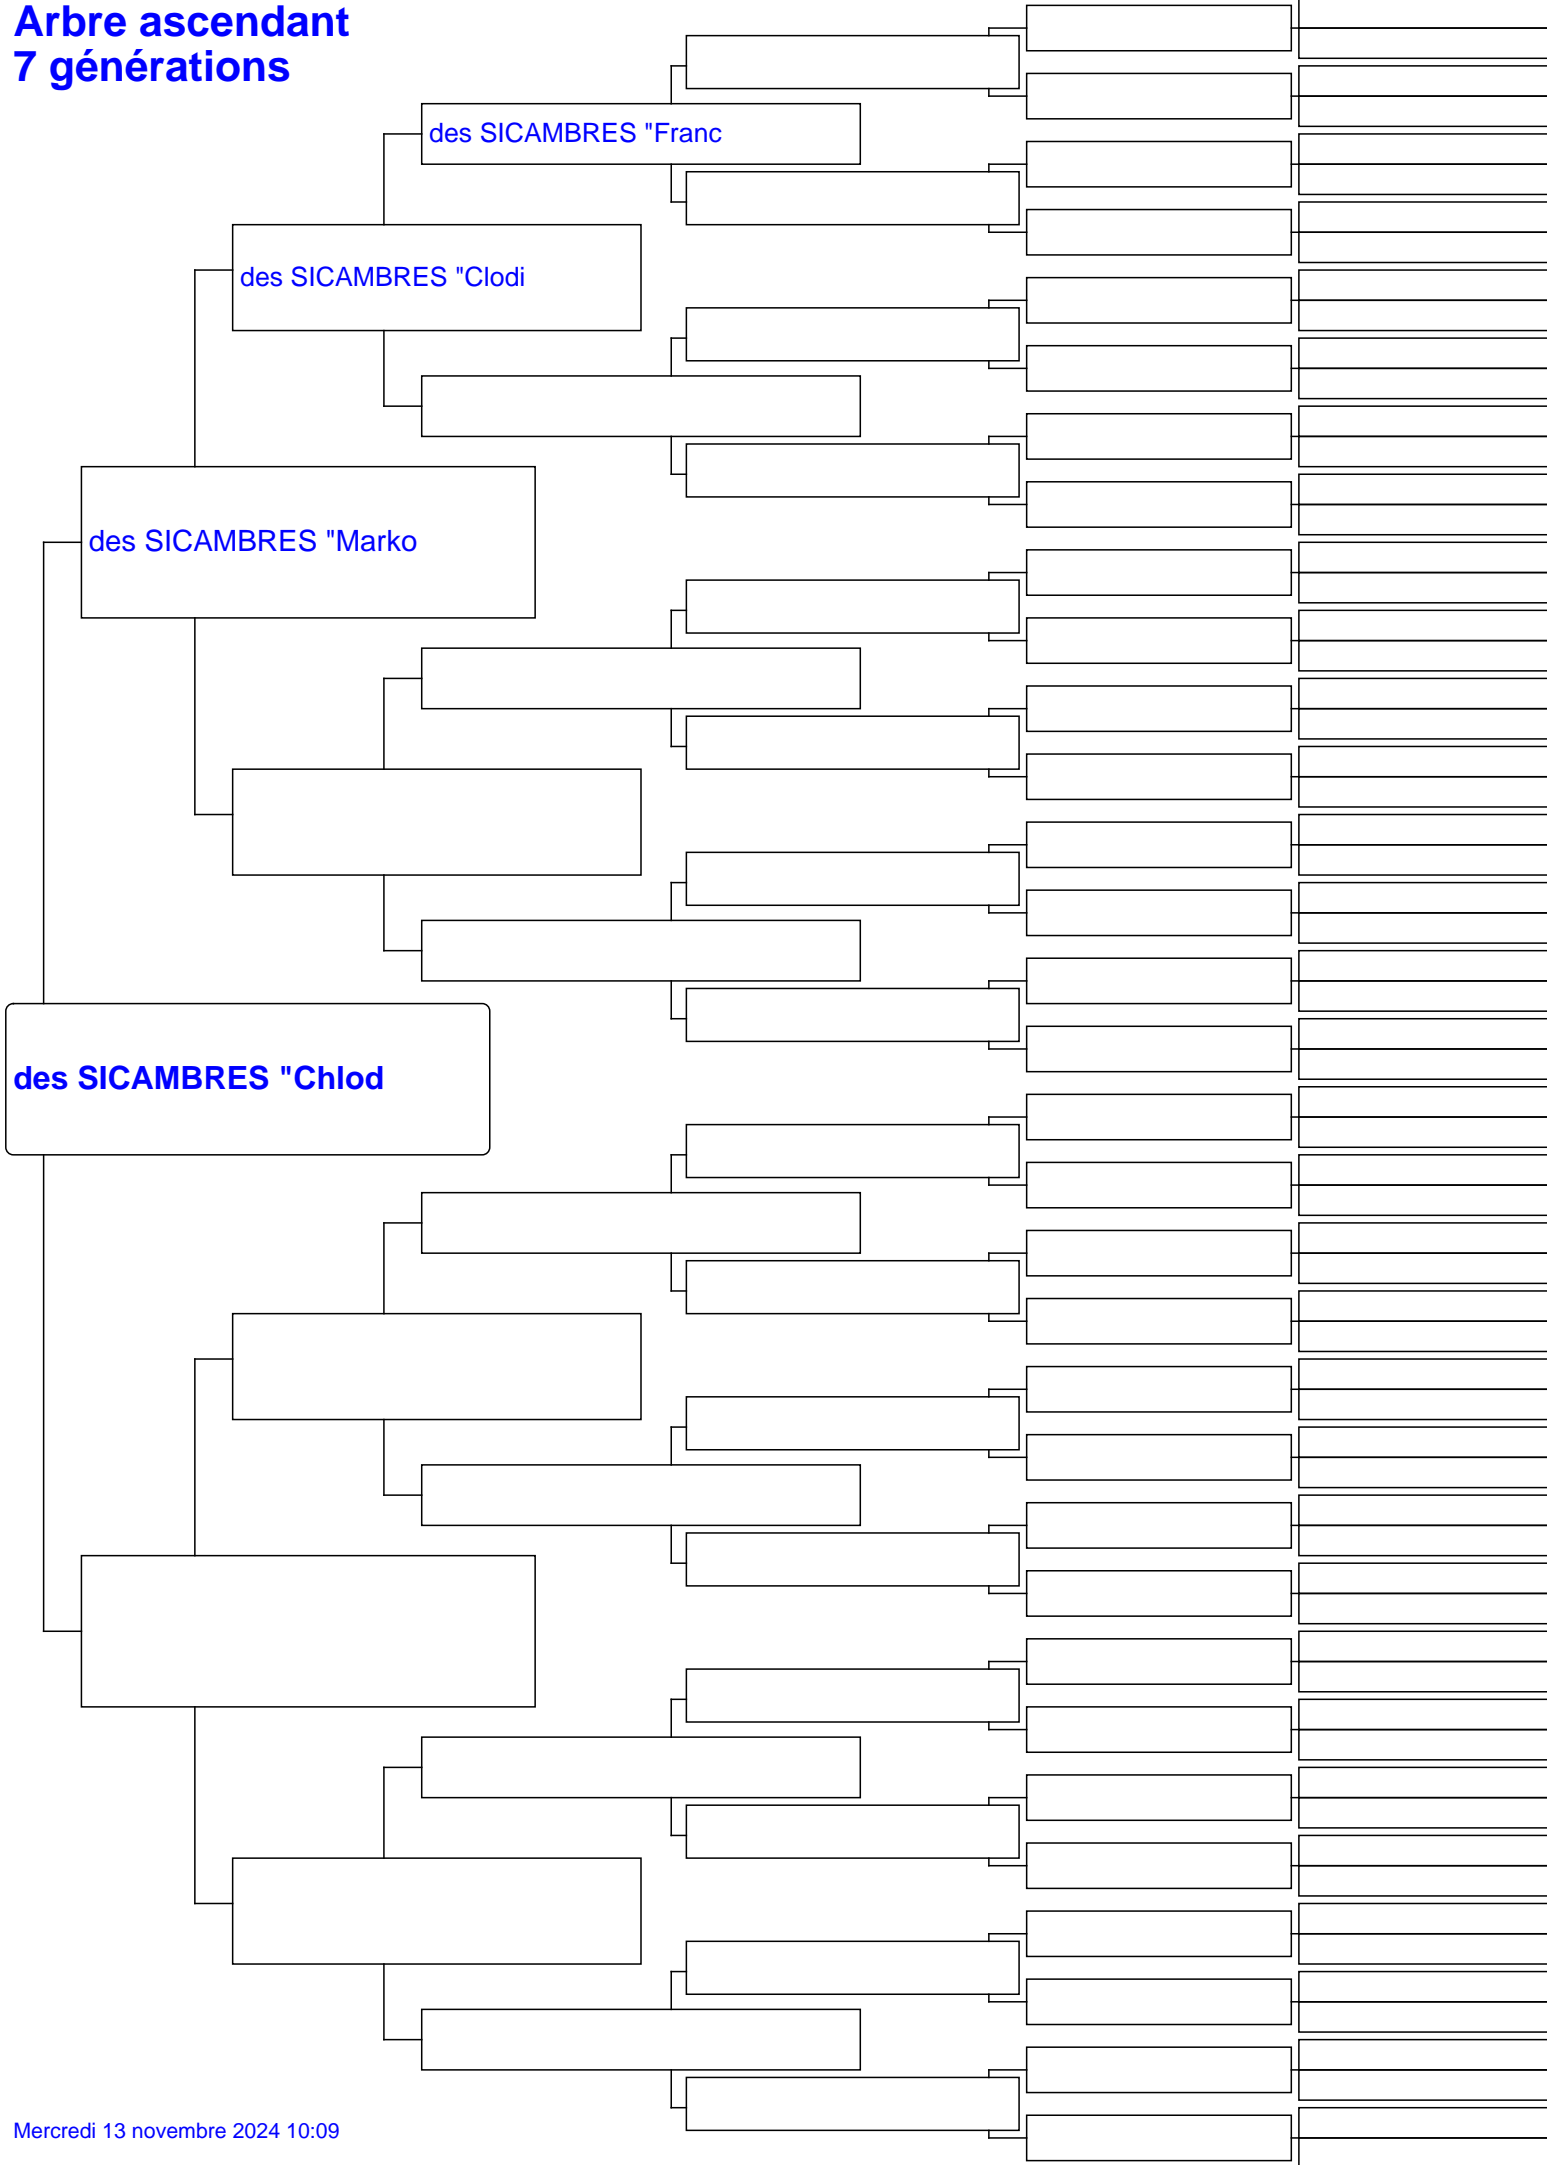 Arbre ascendant
7 générations
des SICAMBRES "Franc
des SICAMBRES "Clodi
des SICAMBRES "Marko
des SICAMBRES "Chlod
Mercredi 13 novembre 2024 10:09